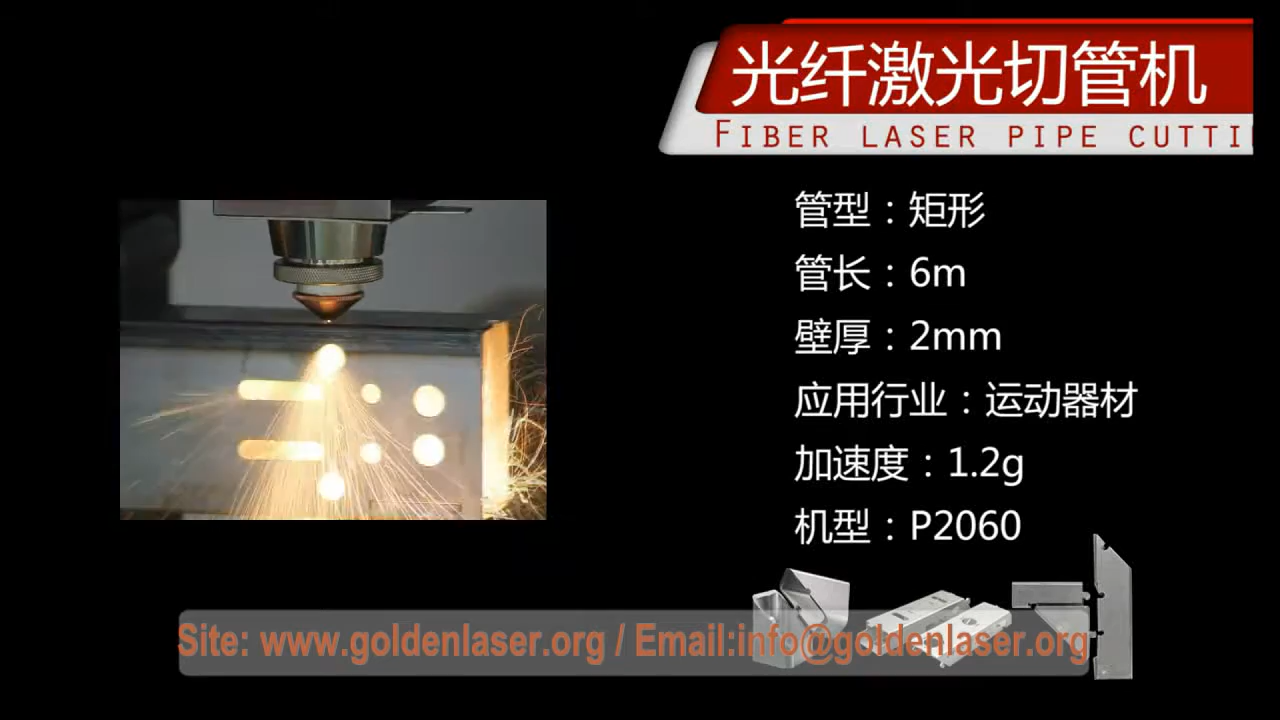 光纤激光切管机
FIBER LASER PIPE CUTTI
管型：矩形
管长：6m
壁厚：2mm
应用行业：运动器材
加速度：1.2g
机型：P2060
Site: www.goldenlaser.org / Email:info@goldenlaser.org